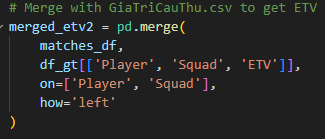 # Merge with GiaTriCauThu.csv to get ETV
merged_etv2 = pd.merge(
    matches_df,
    df_gt[['Player', 'Squad', 'ETV']],
    on=['Player', 'Squad'],
    how='left'
)